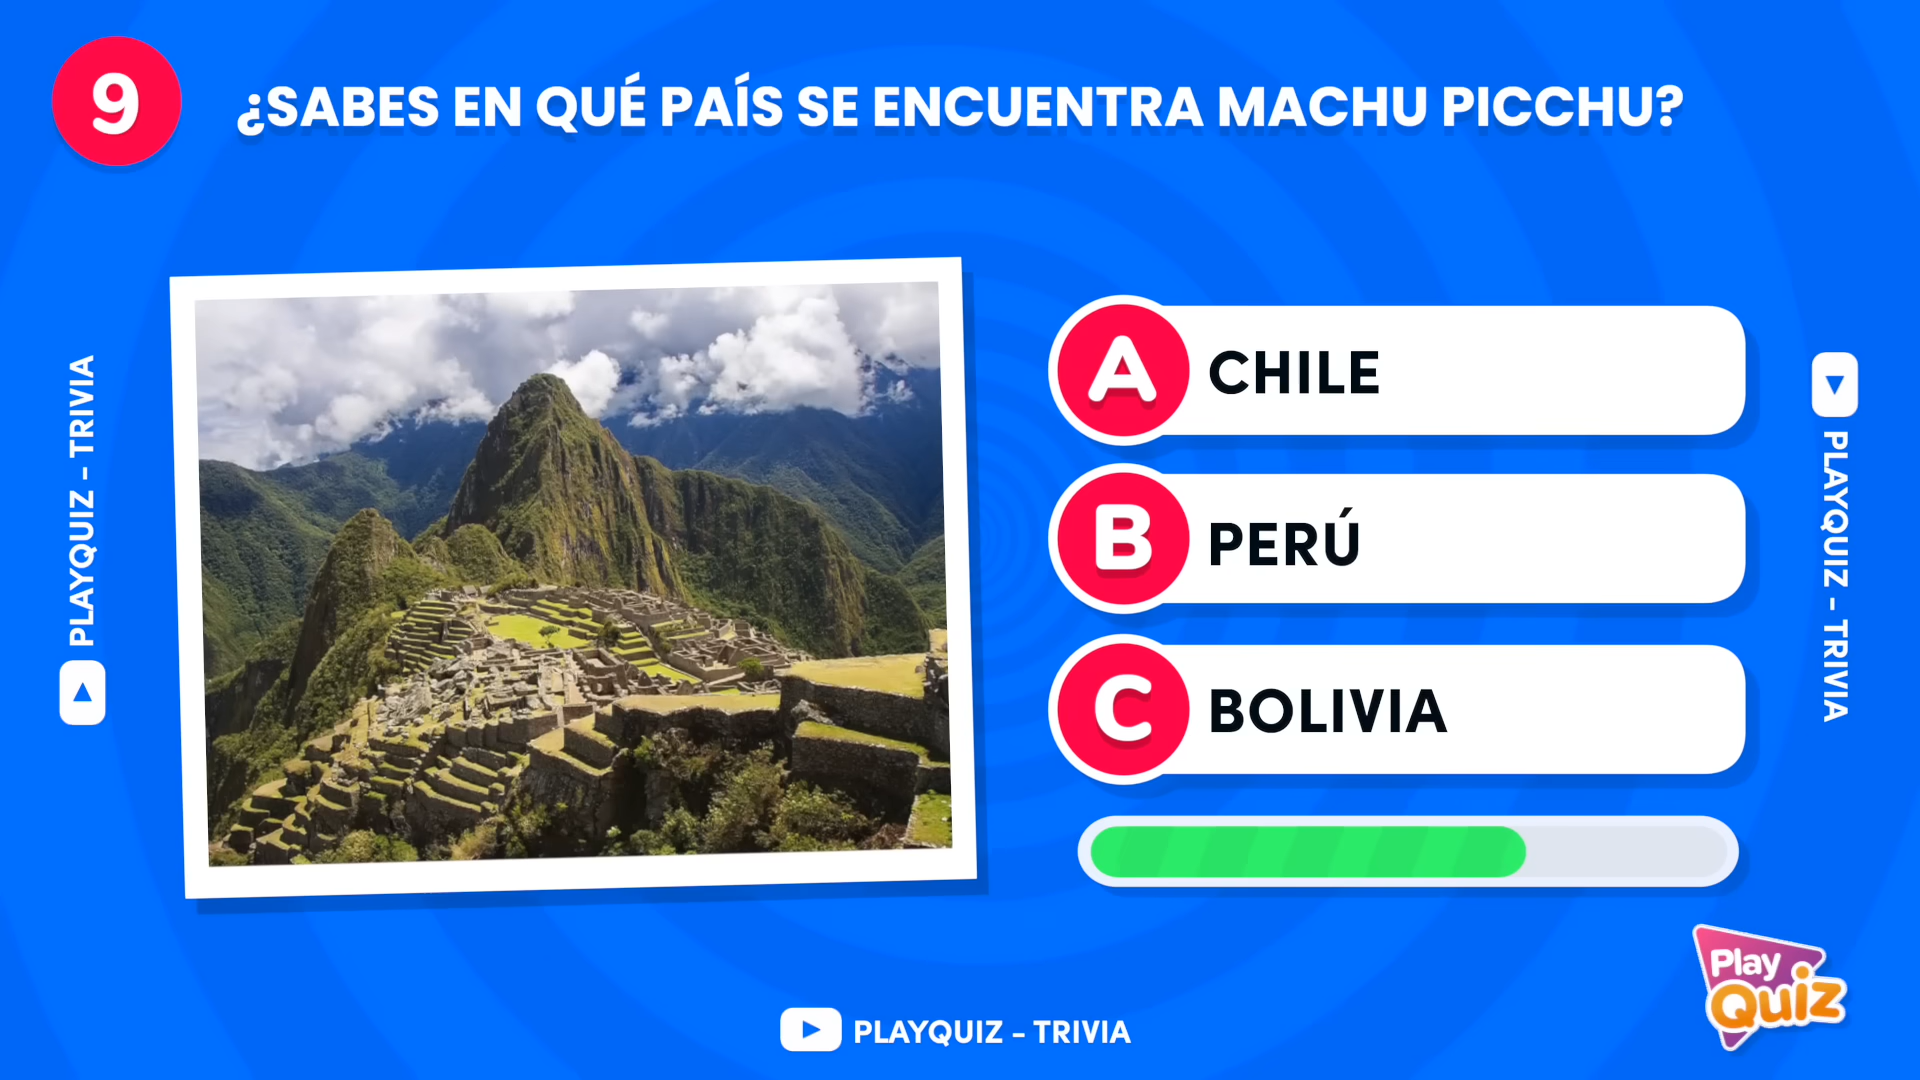 9
¿SABES EN QUÉ PAÍS SE ENCUENTRA MACHU PICCHU?
PLAYQUIZ - TRIVIA
A CHILE
B PERÚ
C BOLIVIA
PLAYQUIZ - TRIVIA
PLAYQUIZ - TRIVIA
Play
Quiz